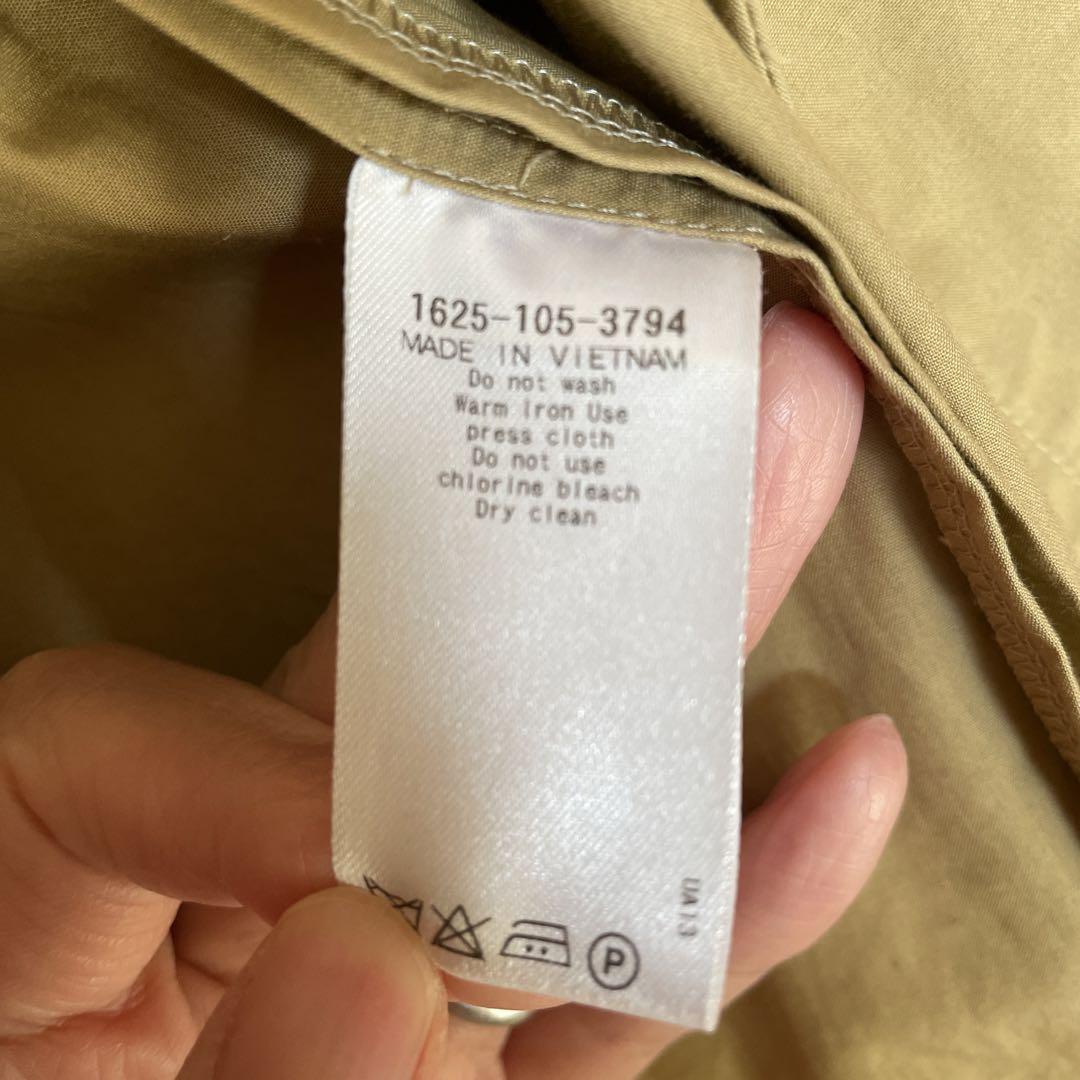 1625-105-3794
MADE IN VIETNAM
Do not wash
Warm Iron Use
press cloth
Do not use
chlorine bleach
Dry clean
UA13
P